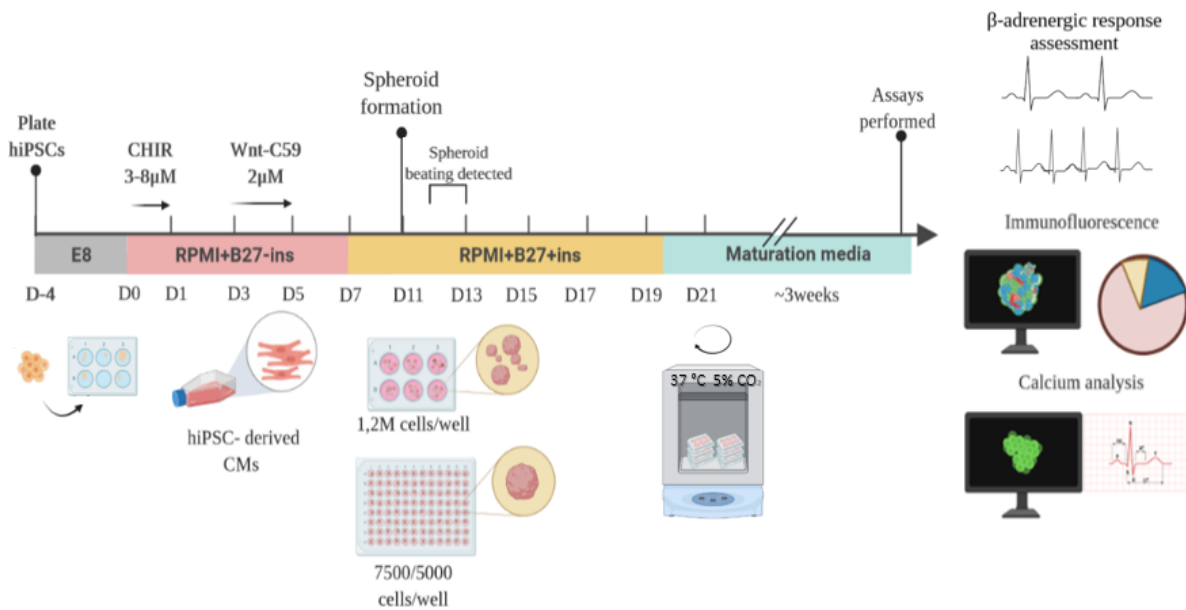 β-adrenergic response
assessment
Spheroid
formation
Assays
performed
Plate
hiPSCs
CHIR
3-8μM
Wnt-C59
2μM
Spheroid
beating detected
E8
RPMI+B27-ins
RPMI+B27+ins
Maturation media
D-4
D0
D1
D3
D5
D7
D11
D13
D15
D17
D19
D21
~3weeks
Immunofluorescence
37 °C 5% CO₂
Calcium analysis
1,2M cells/well
hiPSC- derived
CMs
7500/5000
cells/well